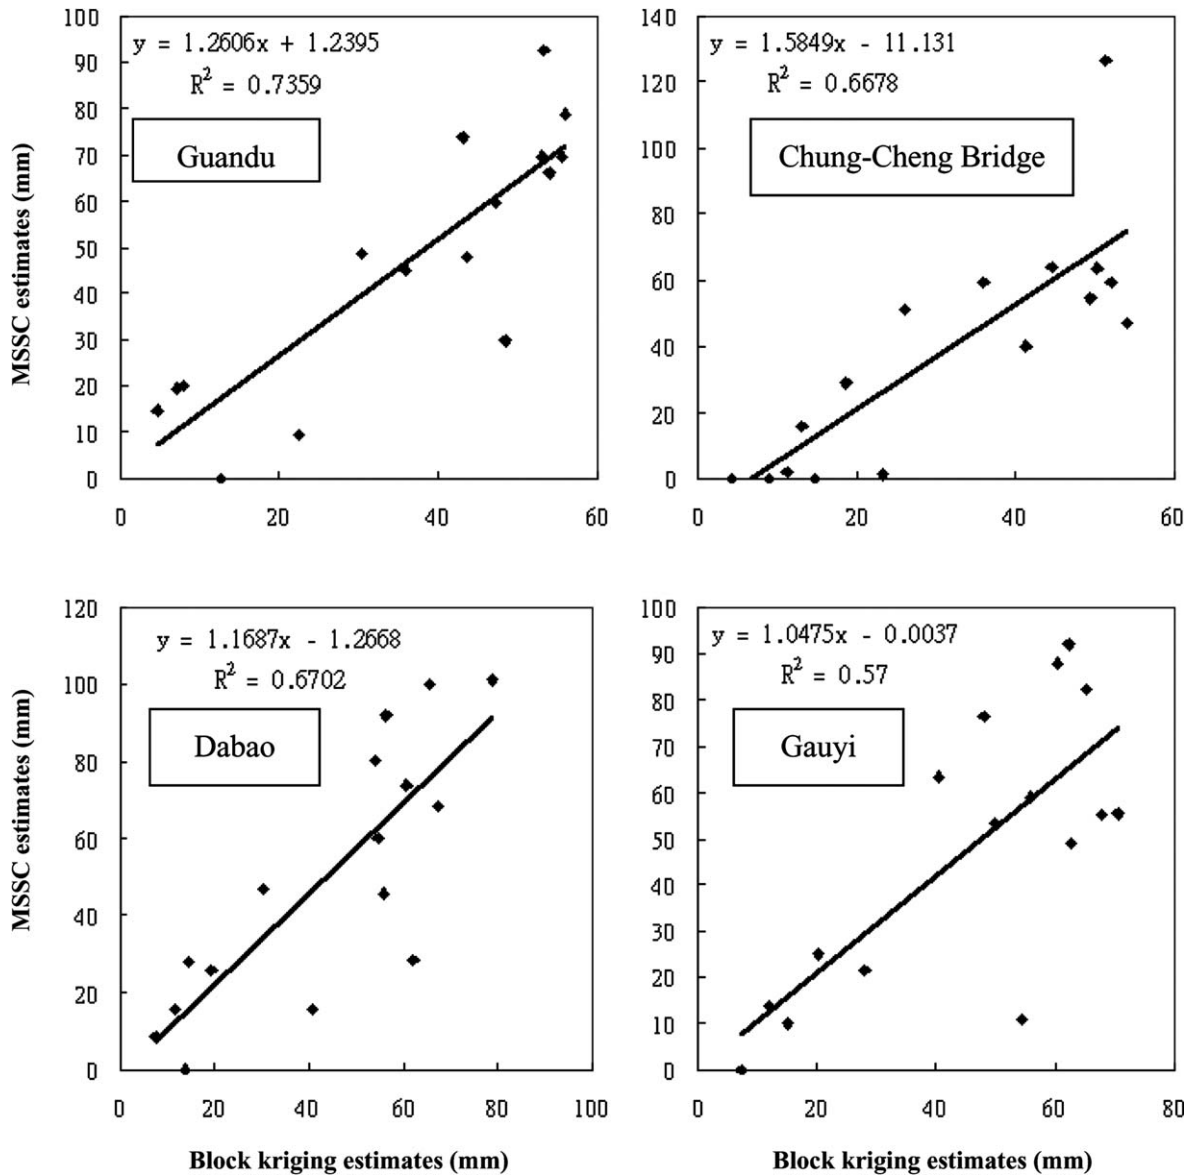 y = 1.2606x + 1.2395
R² = 0.7359
Guandu
MSSC estimates (mm)
100
90
80
70
60
50
40
30
20
10
0
0 20 40 60
y = 1.5849x - 11.131
R² = 0.6678
Chung-Cheng Bridge
140
120
100
80
60
40
20
0
0 20 40 60
y = 1.1687x - 1.2668
R² = 0.6702
Dabao
MSSC estimates (mm)
120
100
80
60
40
20
0
0 20 40 60 80 100
Block kriging estimates (mm)
y = 1.0475x - 0.0037
R² = 0.57
Gauyi
100
90
80
70
60
50
40
30
20
10
0
0 20 40 60 80
Block kriging estimates (mm)